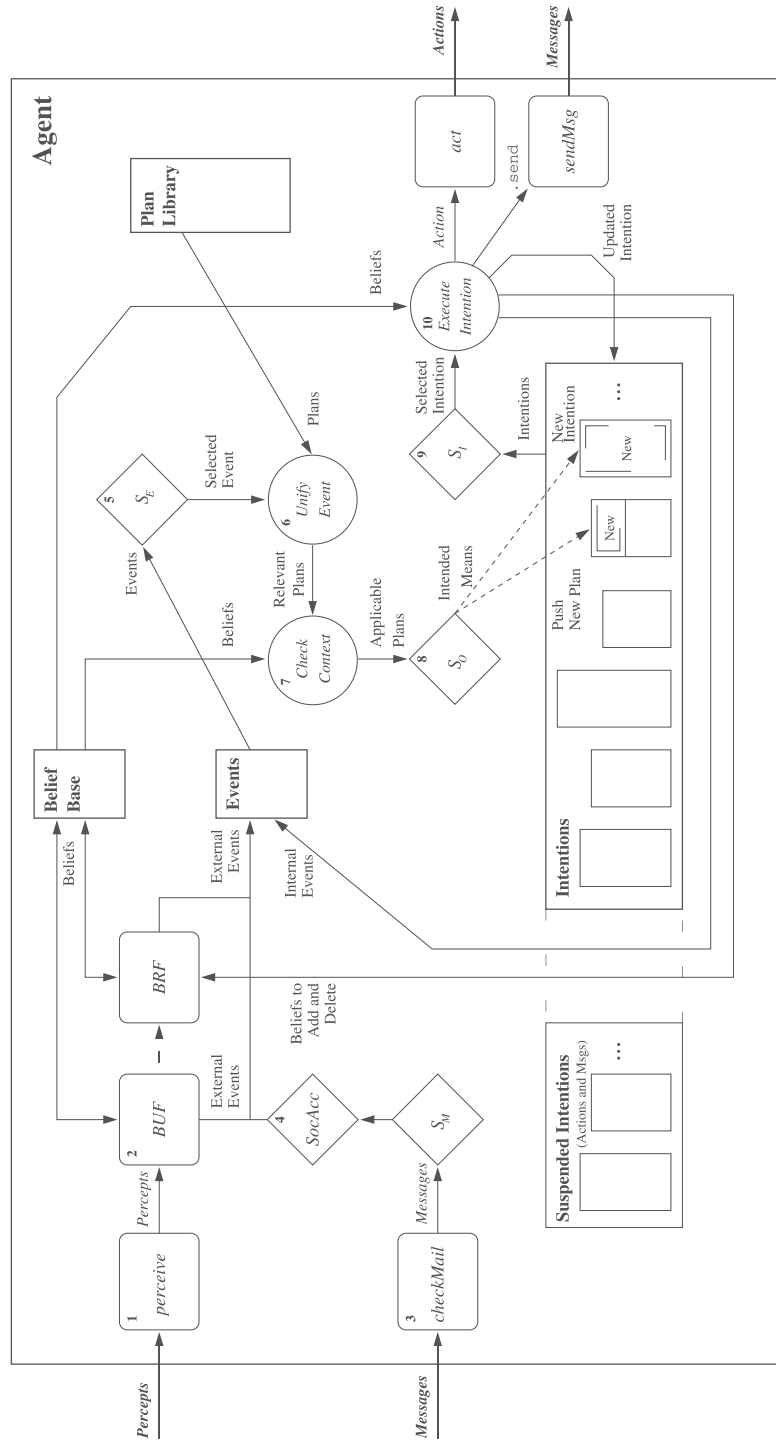 Agent
Percepts
1
perceive
Percepts
2
BUF
BRF
Beliefs
Belief
Base
Beliefs
Beliefs
Plan
Library
Plans
5
S_E
Selected
Event
Events
External
Events
External
Events
Events
Internal
Events
6
Unify
Event
Relevant
Plans
7
Check
Context
Applicable
Plans
8
S_O
Intended
Means
Messages
3
checkMail
Messages
S_M
4
SocAcc
Beliefs to
Add and
Delete
9
S_I
Selected
Intention
Intentions
10
Execute
Intention
Action
act
Actions
.send
sendMsg
Messages
Updated
Intention
Suspended Intentions
(Actions and Msgs)
...
Intentions
Push
New Plan
New
New
Intention
New
...